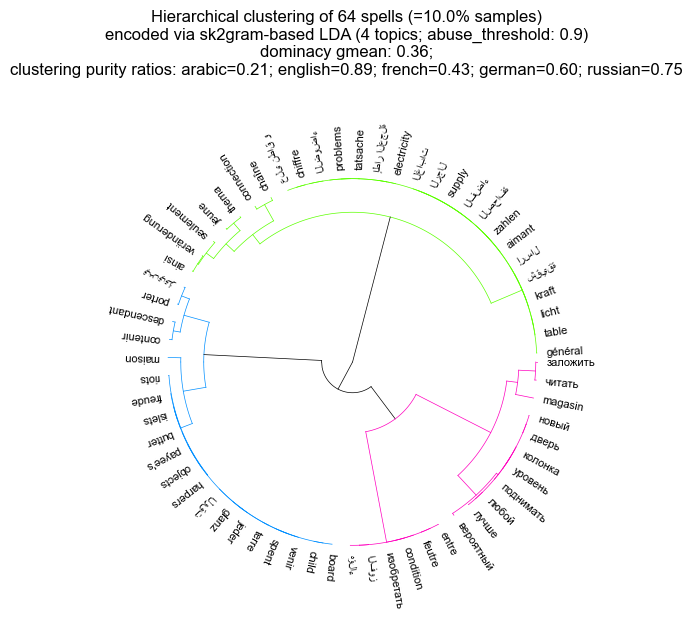 Hierarchical clustering of 64 spells (=10.0% samples)
encoded via sk2gram-based LDA (4 topics; abuse_threshold: 0.9)
dominacy gmean: 0.36;
clustering purity ratios: arabic=0.21; english=0.89; french=0.43; german=0.60; russian=0.75
ainsi
veränderung
seulement
jeune
thema
connection
chaîne
chiffre
problems
tatsache
electricity
supply
zahlen
aimant
kraft
licht
table
général
заложить
читать
magasin
новый
дверь
колонка
уровень
поднимать
любой
лучше
вероятный
entre
feutre
condition
изобретать
board
child
venir
spent
terre
jeder
glanz
harpers
objects
payee's
butter
islets
freude
riots
maison
contenir
descendant
porter